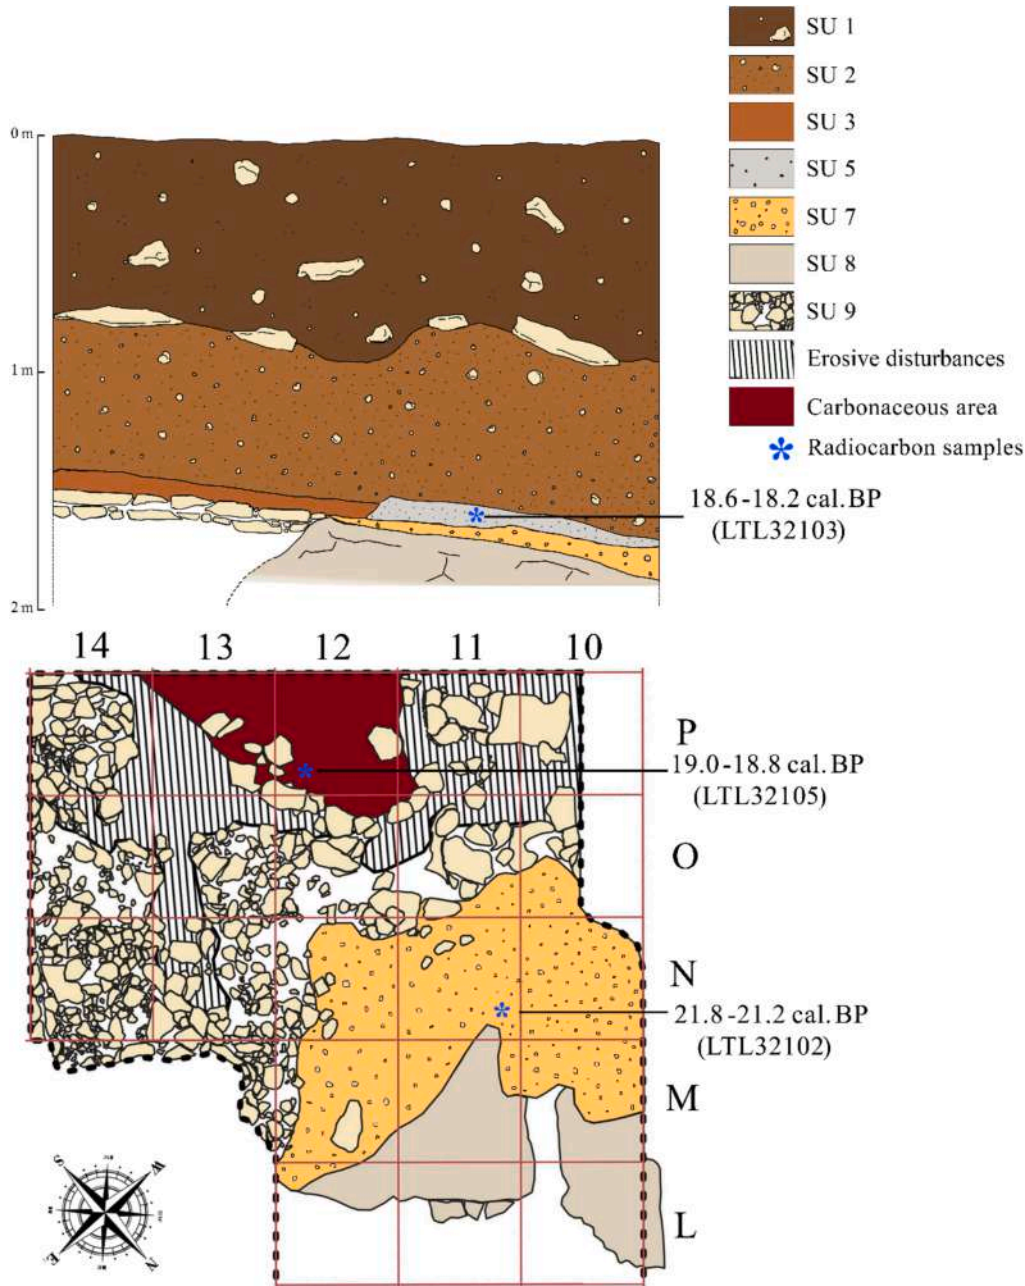 SU 1
SU 2
SU 3
SU 5
SU 7
SU 8
SU 9
Erosive disturbances
Carbonaceous area
Radiocarbon samples
0 m
1 m
2 m
18.6 - 18.2 cal. BP
(LTL32103)
14 13 12 11 10
P
19.0 - 18.8 cal. BP
(LTL32105)
O
N
21.8 - 21.2 cal. BP
(LTL32102)
M
L
S W
E N